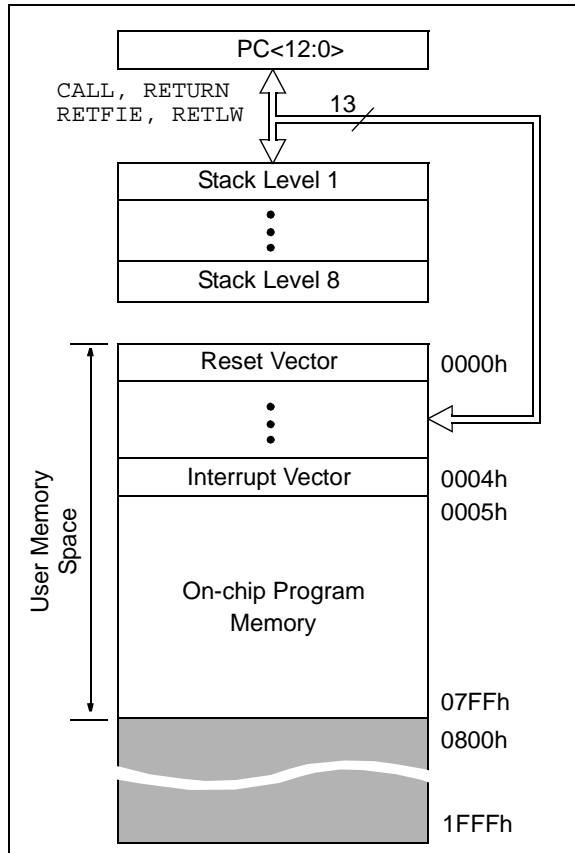 PC<12:0>
CALL, RETURN
RETFIE, RETLW
13
Stack Level 1
Stack Level 8
Reset Vector
0000h
Interrupt Vector
0004h
0005h
User Memory
Space
On-chip Program
Memory
07FFh
0800h
1FFFh